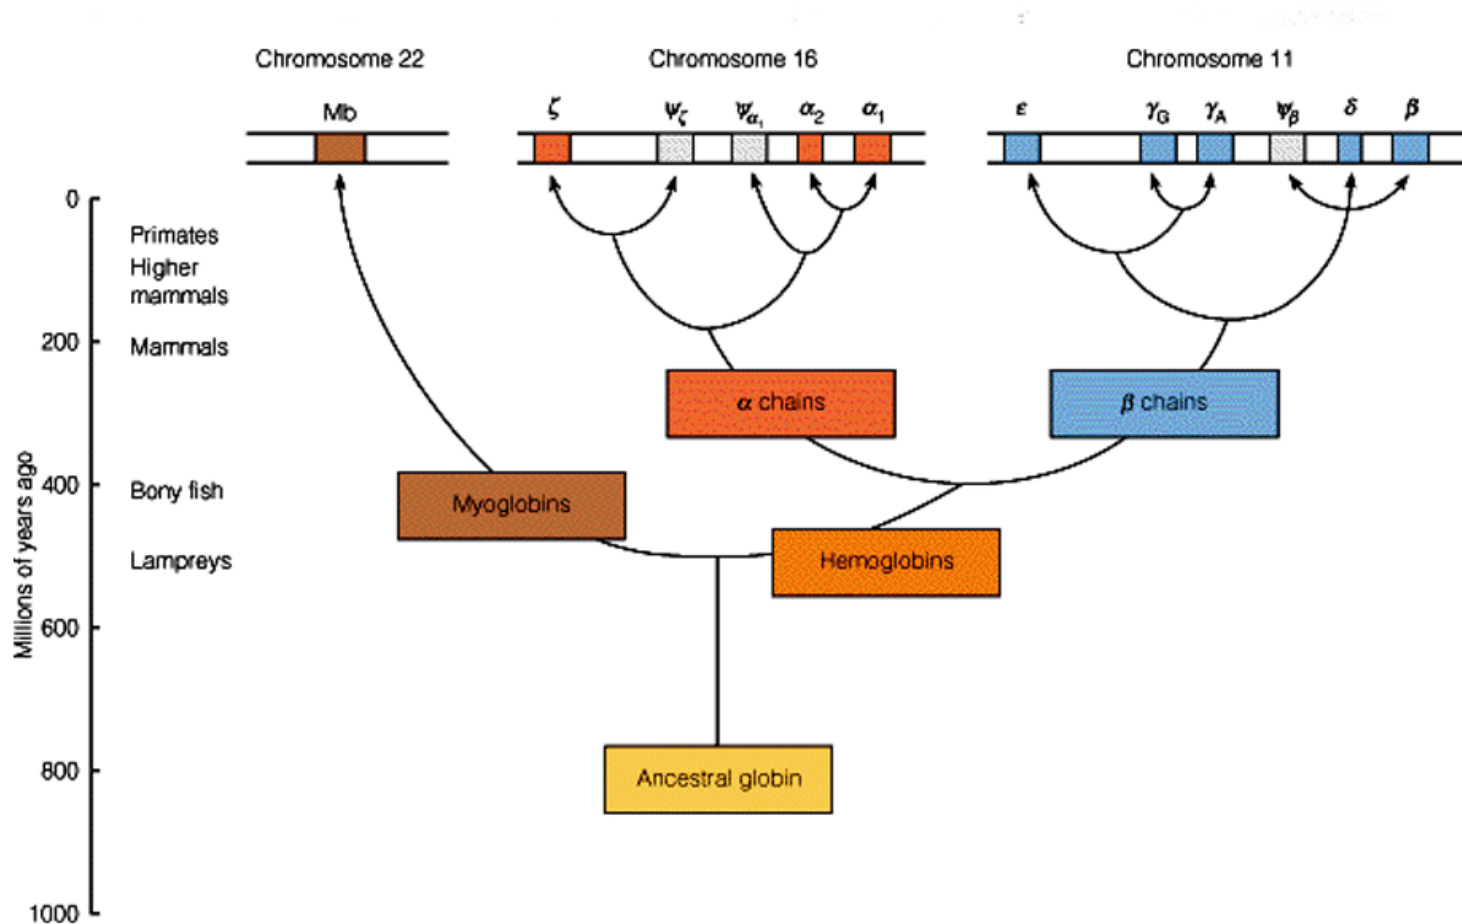 Chromosome 22
Chromosome 16
Chromosome 11
Mb
ζ
Ψζ
Ψα₁
α₂
α₁
ε
γG
γA
Ψβ
δ
β
0
Primates
Higher
mammals
200
Mammals
α chains
β chains
400
Bony fish
Myoglobins
Lampreys
Hemoglobins
Millions of years ago
600
800
Ancestral globin
1000